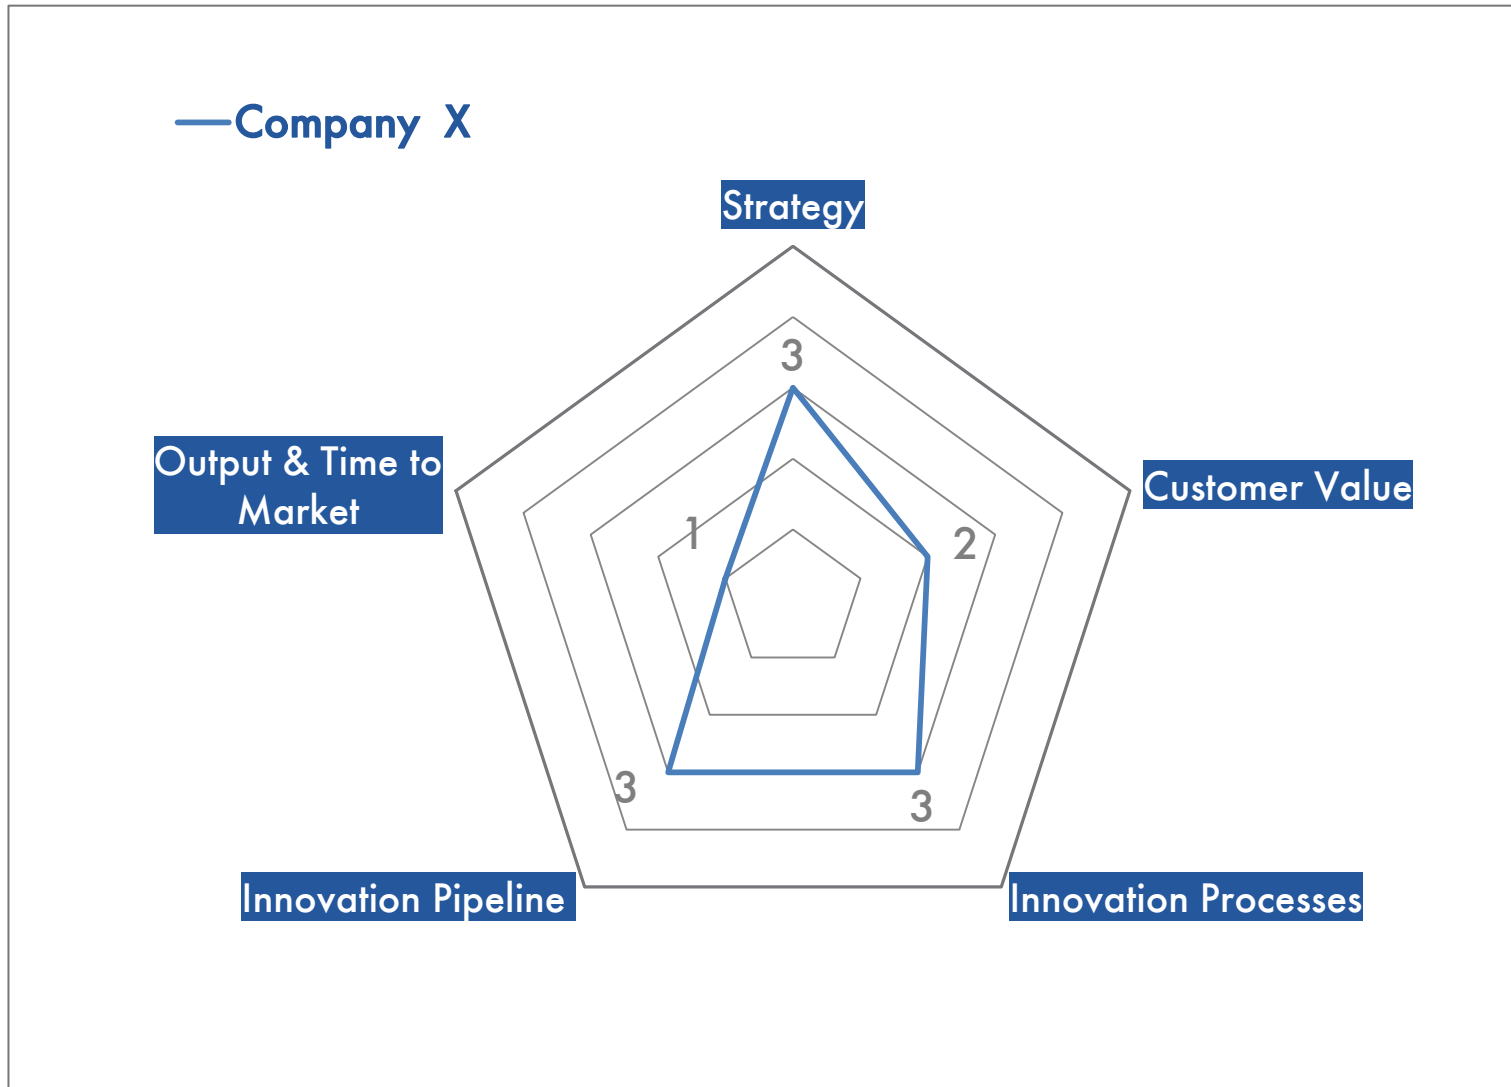 Company X
Strategy
3
Output & Time to
Market
Customer Value
1
2
3
3
Innovation Pipeline
Innovation Processes